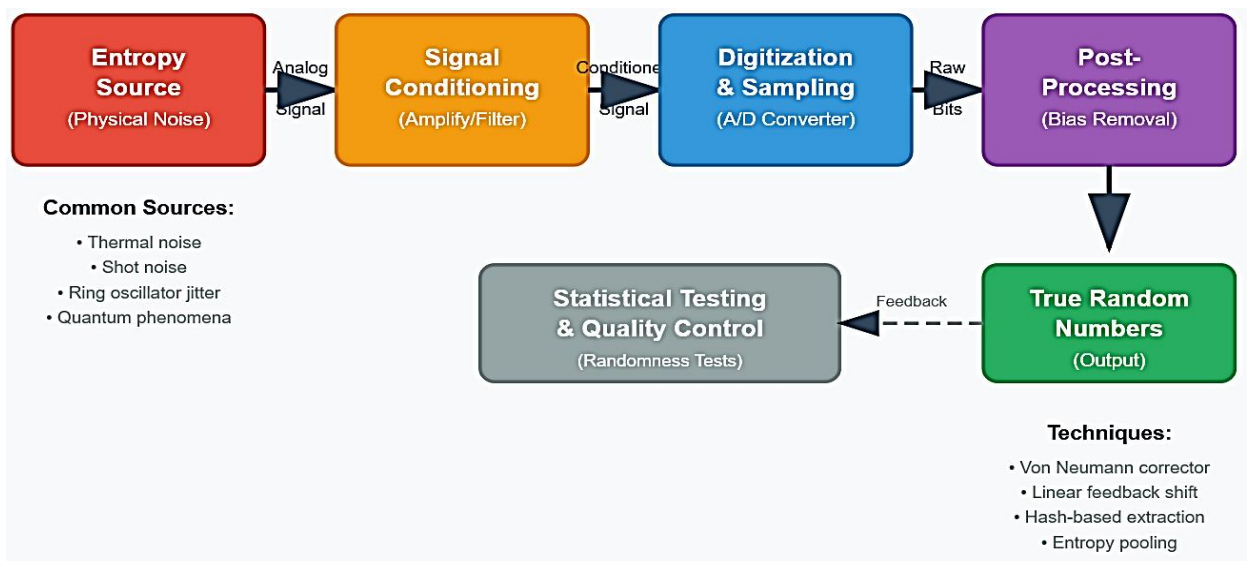 Entropy
Source
(Physical Noise)
Analog
Signal
Signal
Conditioning
(Amplify/Filter)
Conditione
Signal
Digitization
& Sampling
(A/D Converter)
Raw
Bits
Post-
Processing
(Bias Removal)
Common Sources:
• Thermal noise
• Shot noise
• Ring oscillator jitter
• Quantum phenomena
Statistical Testing
& Quality Control
(Randomness Tests)
Feedback
True Random
Numbers
(Output)
Techniques:
• Von Neumann corrector
• Linear feedback shift
• Hash-based extraction
• Entropy pooling